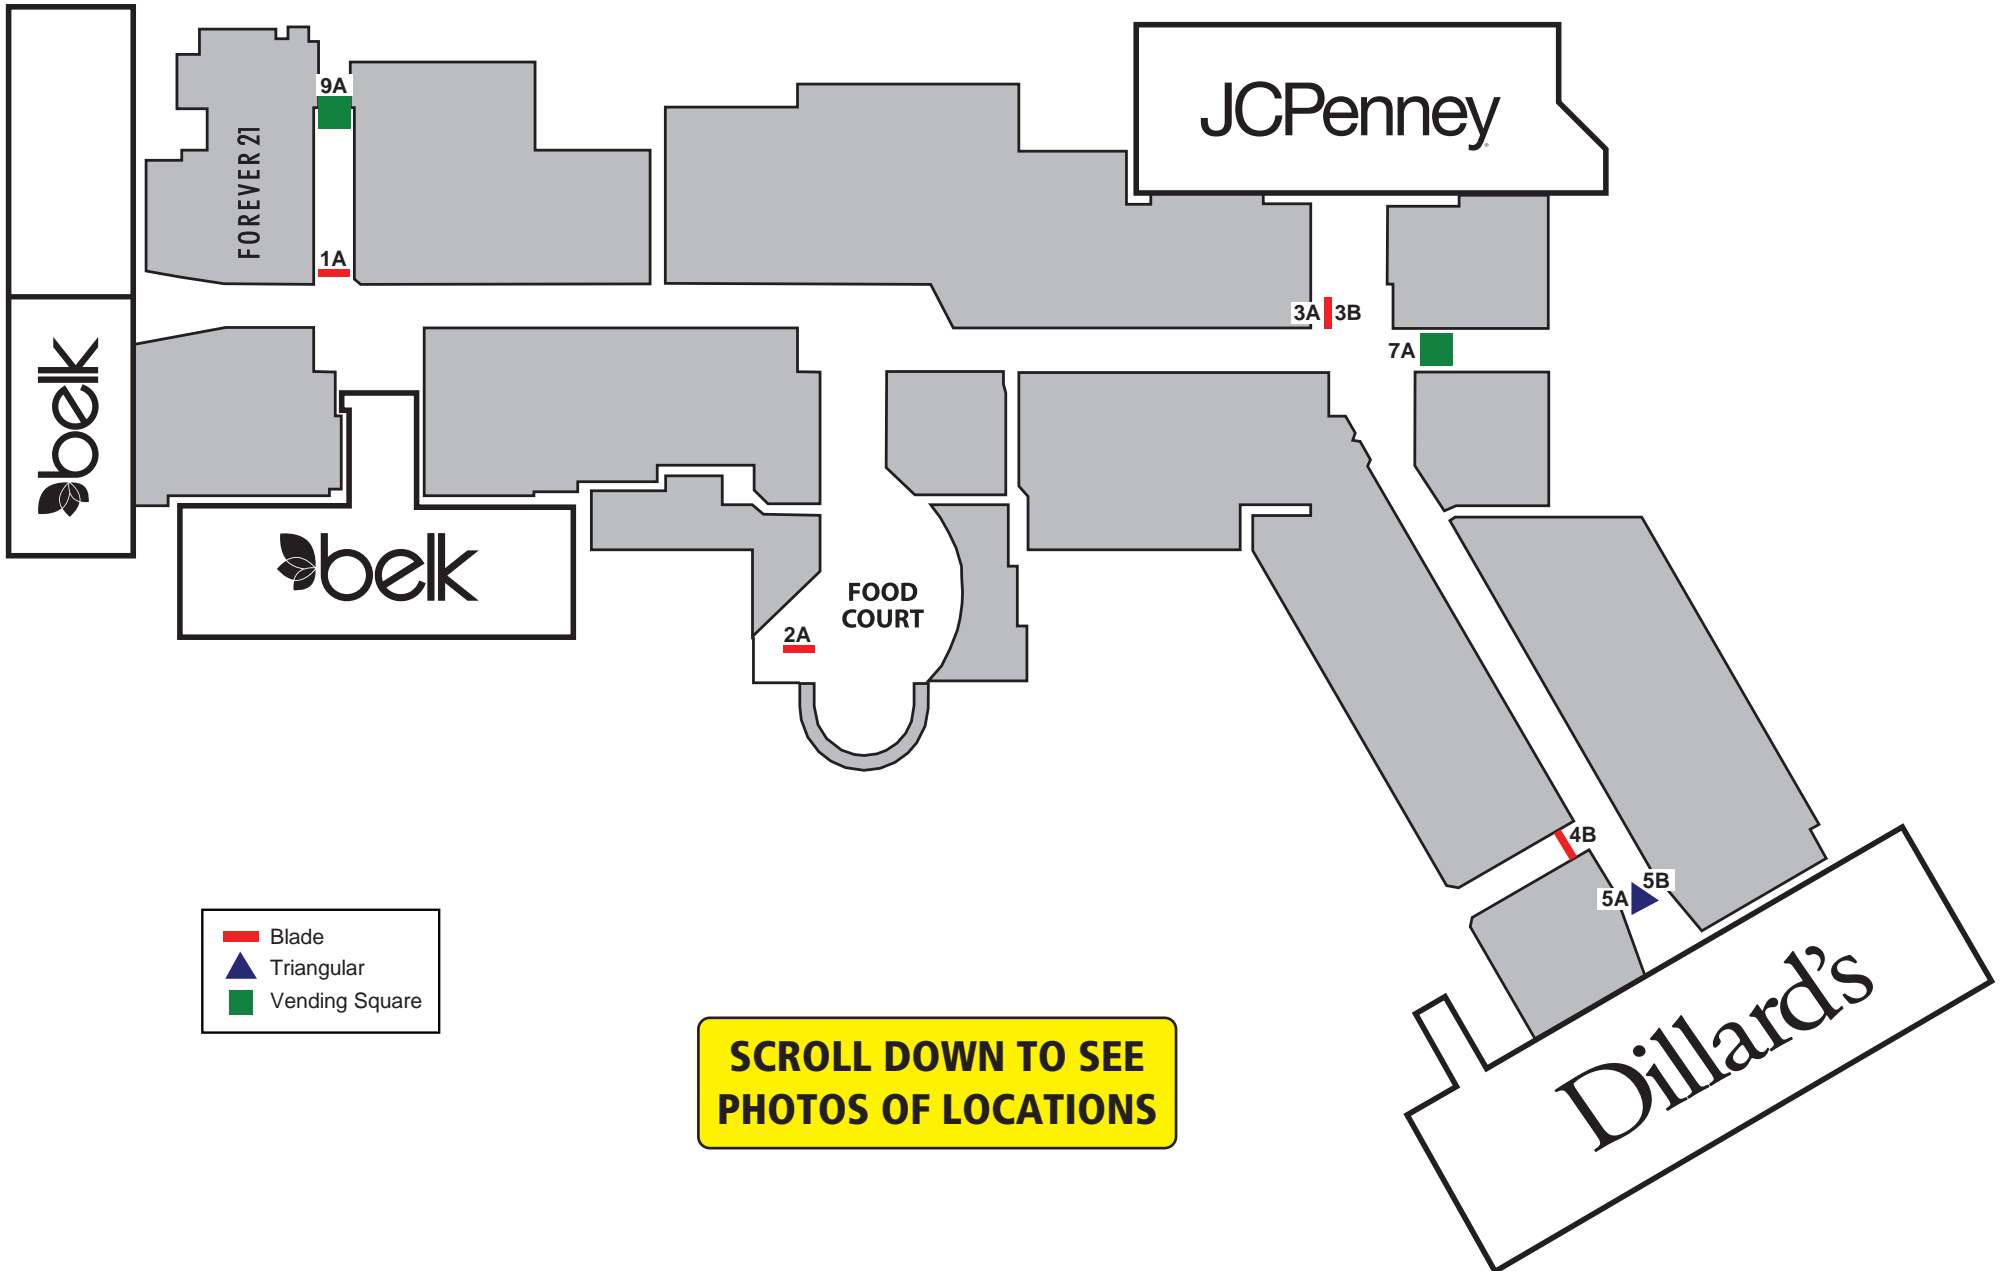 JCPenney
9A
FOREVER 21
1A
3A
3B
7A
belk
belk
FOOD
COURT
2A
4B
5B
5A
Blade
Triangular
Vending Square
SCROLL DOWN TO SEE
PHOTOS OF LOCATIONS
Dillard's